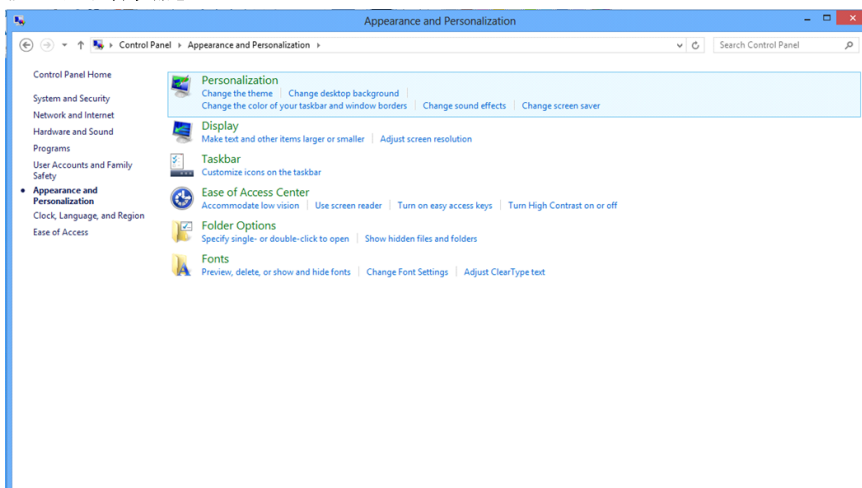 Appearance and Personalization
Control Panel Appearance and Personalization
Search Control Panel
Control Panel Home
System and Security
Network and Internet
Hardware and Sound
Programs
User Accounts and Family
Safety
Appearance and
Personalization
Clock, Language, and Region
Ease of Access
Personalization
Change the theme Change desktop background
Change the color of your taskbar and window borders Change sound effects Change screen saver
Display
Make text and other items larger or smaller Adjust screen resolution
Taskbar
Customize icons on the taskbar
Ease of Access Center
Accommodate low vision Use screen reader Turn on easy access keys Turn High Contrast on or off
Folder Options
Specify single- or double-click to open Show hidden files and folders
Fonts
Preview, delete, or show and hide fonts Change Font Settings Adjust ClearType text